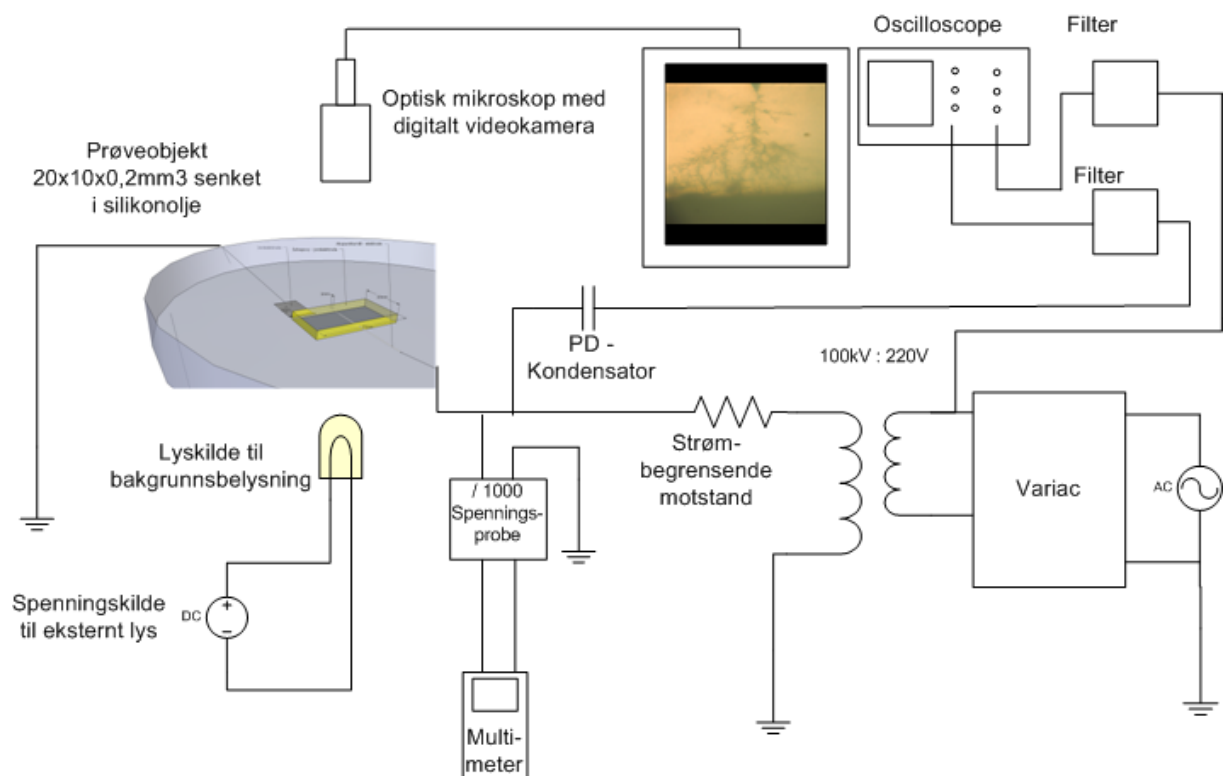 Oscilloscope
Filter
Optisk mikroskop med
digitalt videokamera
Prøveobjekt
20x10x0,2mm3 senket
i silikonolje
Filter
PD -
Kondensator
100kV : 220V
Strøm-
begrensende
motstand
Lyskilde til
bakgrunnsbelysning
/ 1000
Spennings-
probe
Variac
AC
Spenningskilde
til eksternt lys
DC
+
−
Multi-
meter